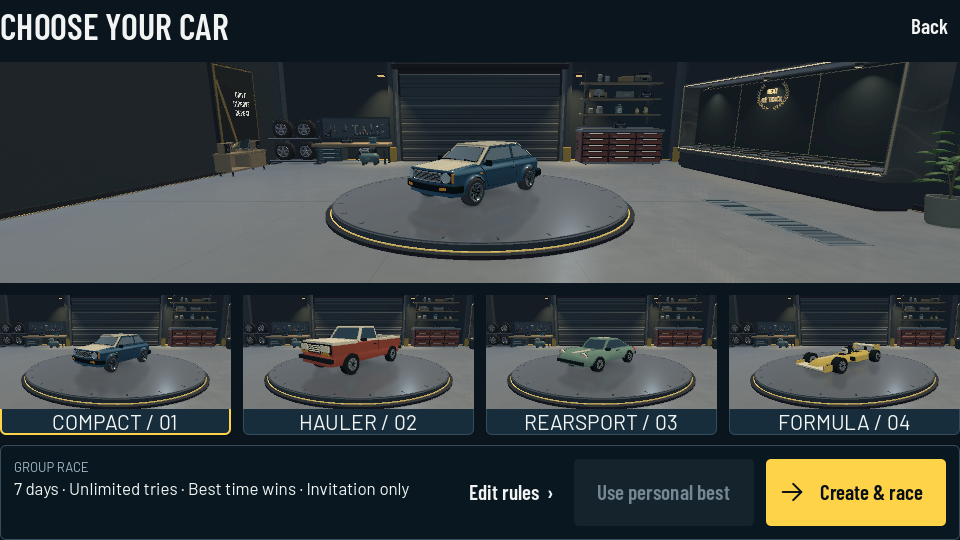 CHOOSE YOUR CAR
Back
COMPACT / 01
HAULER / 02
REARSPORT / 03
FORMULA / 04
GROUP RACE
7 days · Unlimited tries · Best time wins · Invitation only
Edit rules ›
Use personal best
Create & race